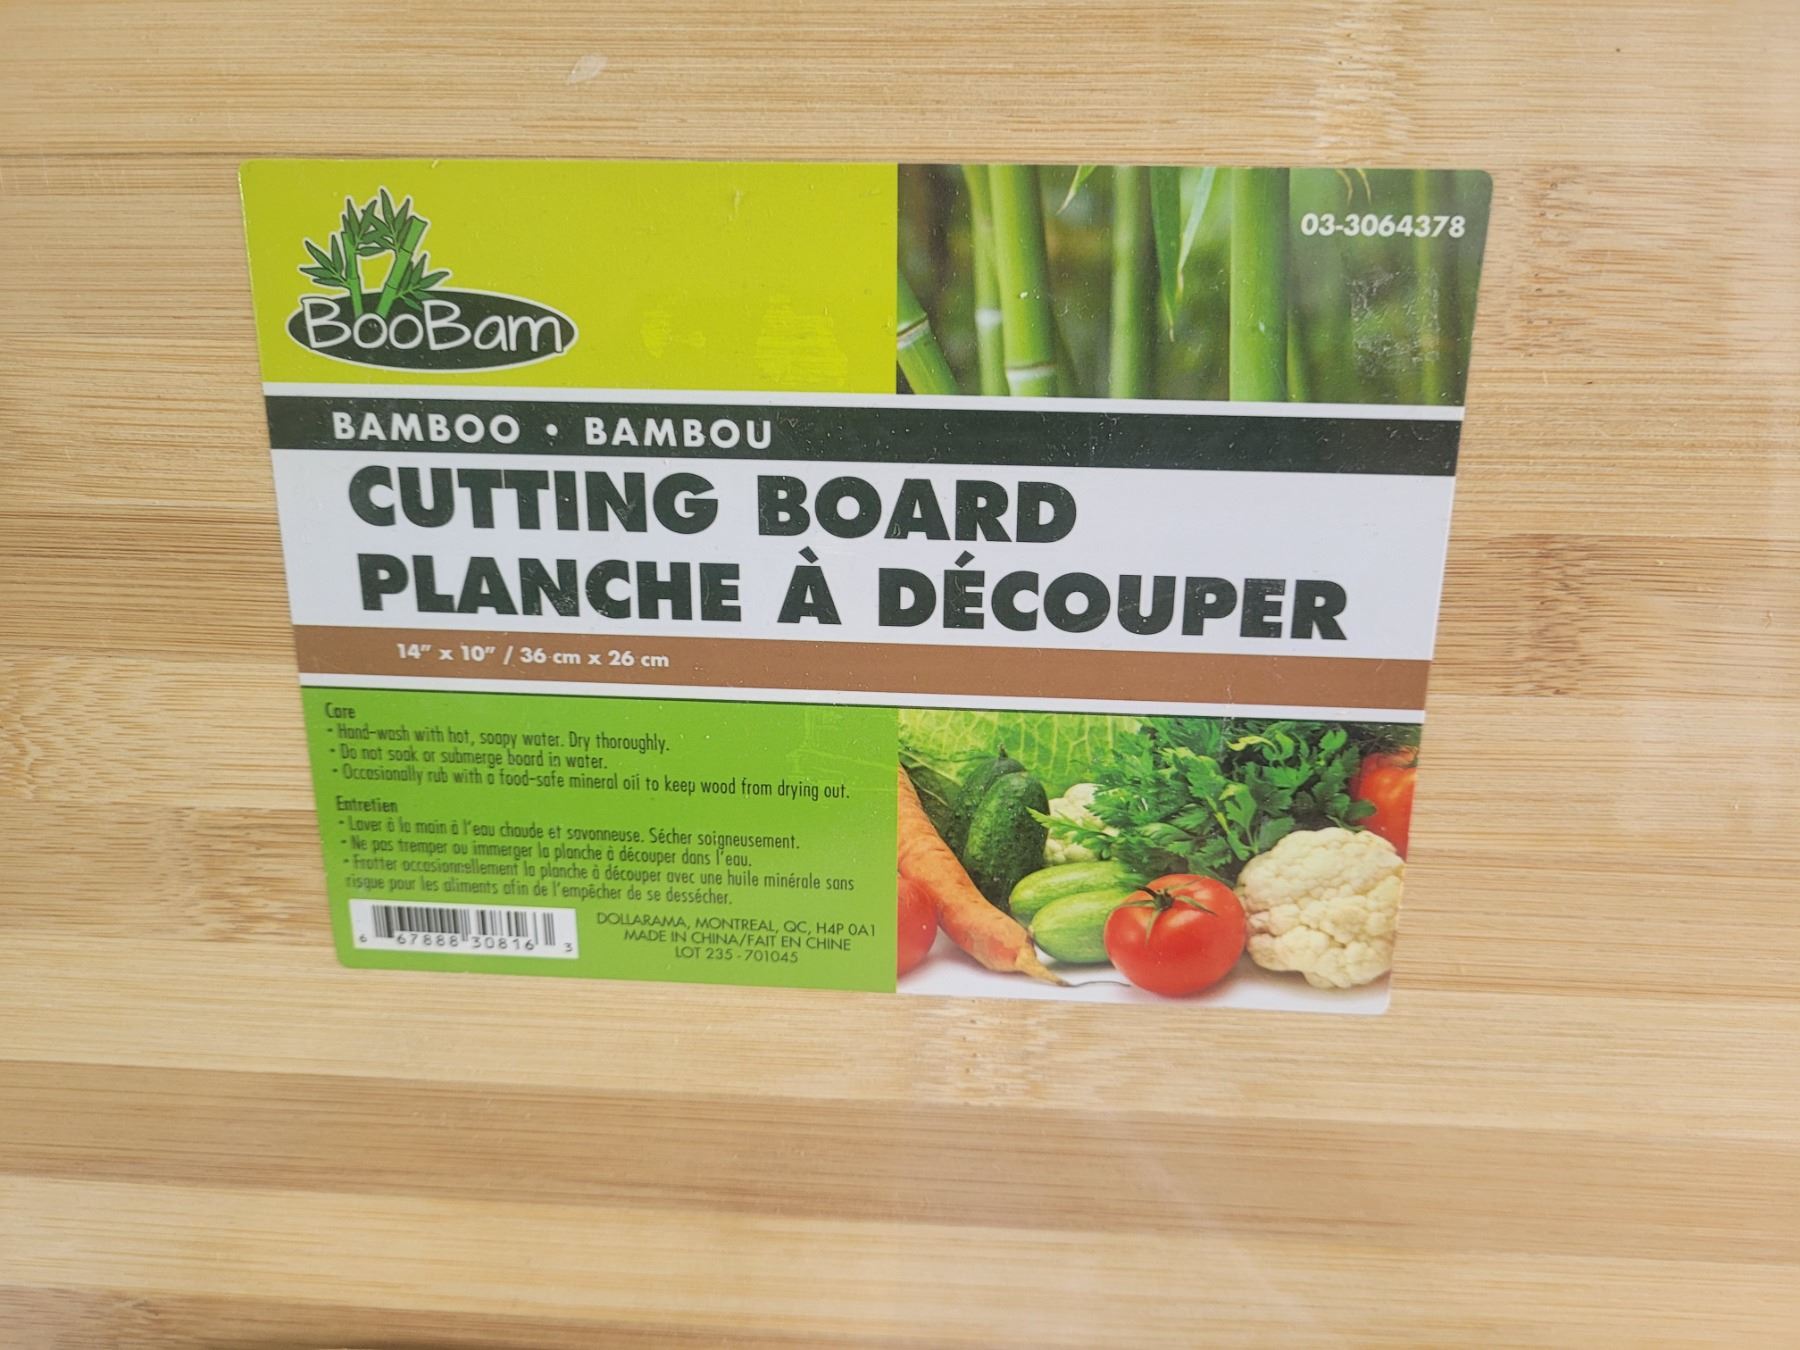 BooBam
03-3064378
BAMBOO • BAMBOU
CUTTING BOARD
PLANCHE À DÉCOUPER
14" x 10" / 36 cm x 26 cm
Care
- Hand-wash with hot, soapy water. Dry thoroughly.
- Do not soak or submerge board in water.
- Occasionally rub with a food-safe mineral oil to keep wood from drying out.
Entretien
- Laver à la main à l'eau chaude et savonneuse. Sécher soigneusement.
- Ne pas tremper ou immerger la planche à découper dans l'eau.
- Frotter occasionnellement la planche à découper avec une huile minérale sans
risque pour les aliments afin de l'empêcher de se dessécher.
6 67888 30816 3
DOLLARAMA, MONTREAL, QC, H4P 0A1
MADE IN CHINA/FAIT EN CHINE
LOT 235 - 701045